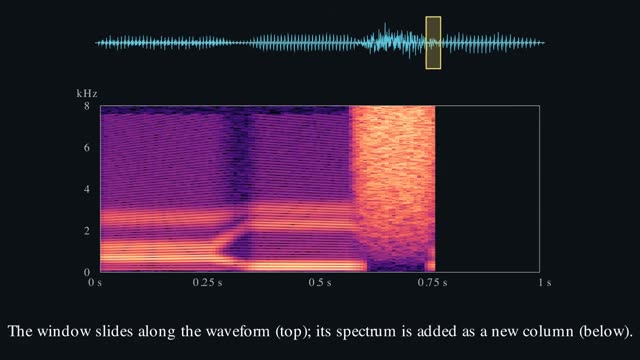 kHz
8
6
4
2
0
0 s 0.25 s 0.5 s 0.75 s 1 s
The window slides along the waveform (top); its spectrum is added as a new column (below).